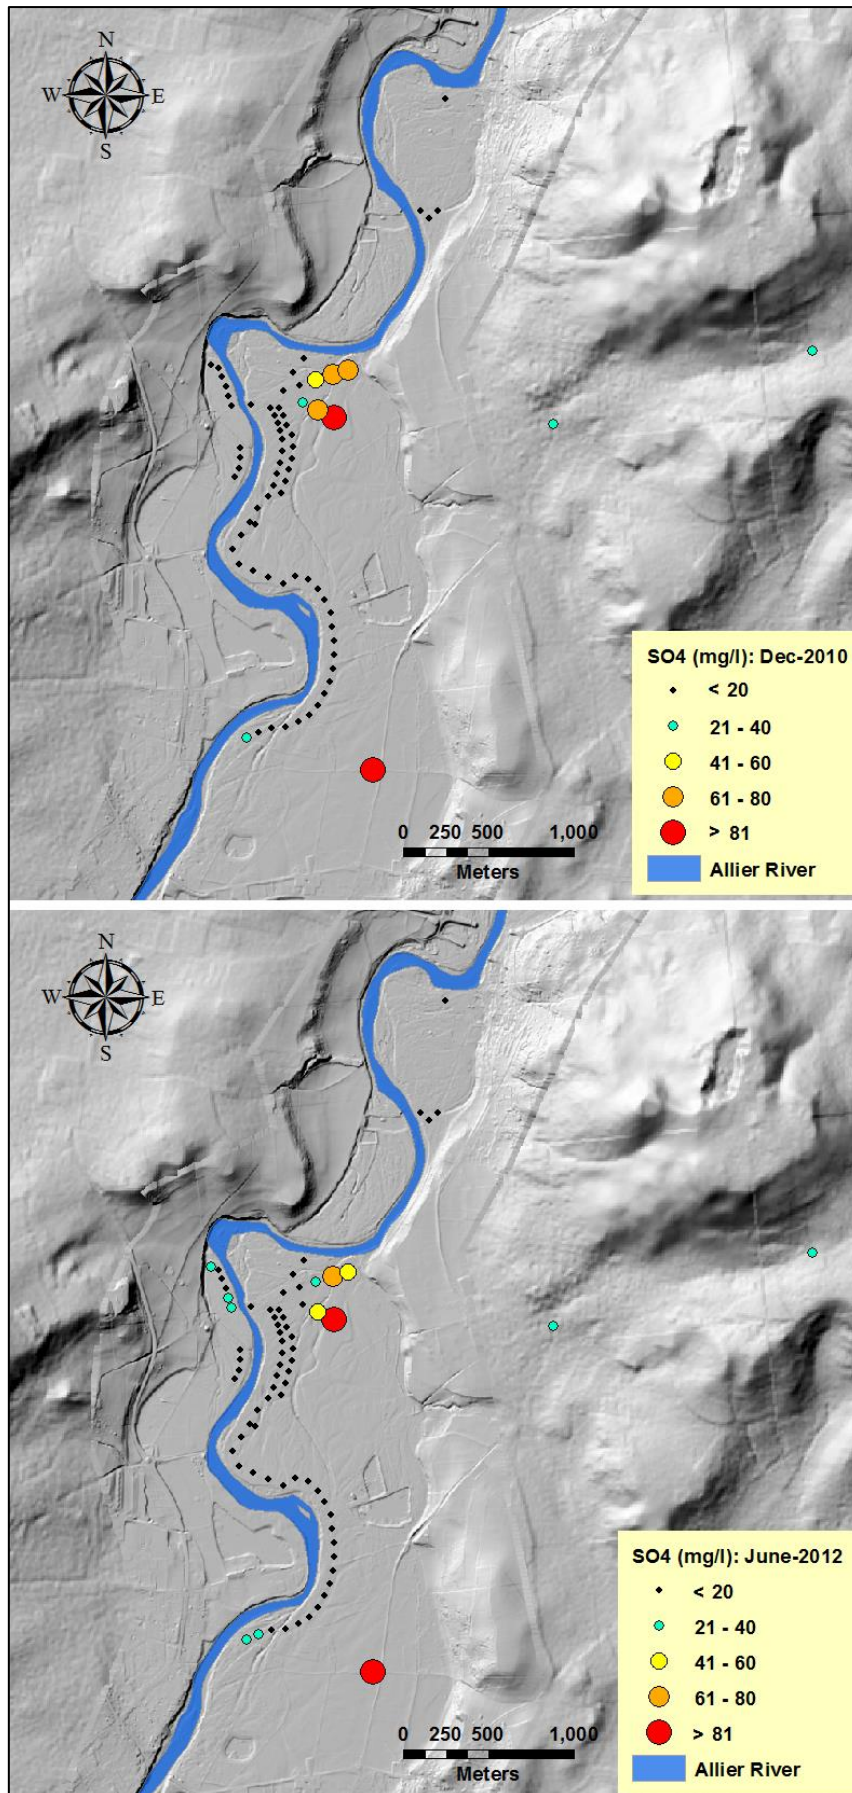 N
W E
S
SO4 (mg/l): Dec-2010
< 20
21 - 40
41 - 60
61 - 80
> 81
Allier River
0 250 500 1,000
Meters
N
W E
S
SO4 (mg/l): June-2012
< 20
21 - 40
41 - 60
61 - 80
> 81
Allier River
0 250 500 1,000
Meters